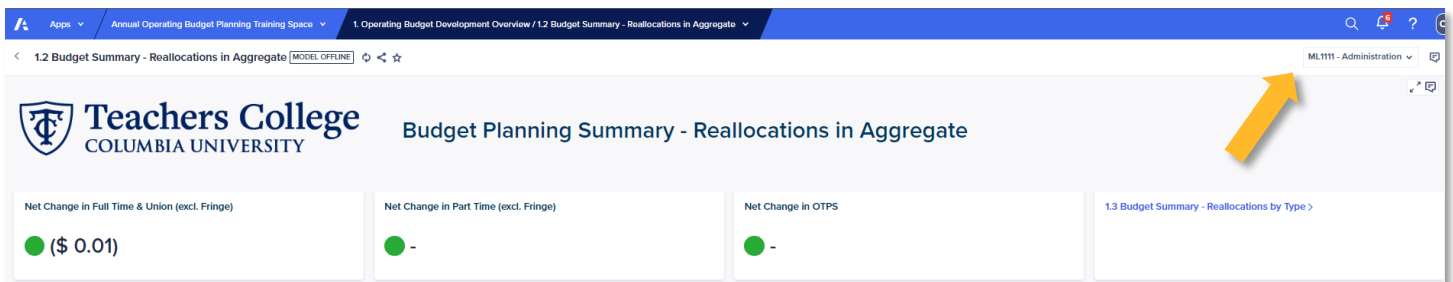 Apps
Annual Operating Budget Planning Training Space
1. Operating Budget Development Overview / 1.2 Budget Summary - Reallocations in Aggregate
6
?
1.2 Budget Summary - Reallocations in Aggregate MODEL OFFLINE
ML1111 - Administration
Teachers College
COLUMBIA UNIVERSITY
Budget Planning Summary - Reallocations in Aggregate
Net Change in Full Time & Union (excl. Fringe)
($ 0.01)
Net Change in Part Time (excl. Fringe)
-
Net Change in OTPS
-
1.3 Budget Summary - Reallocations by Type >